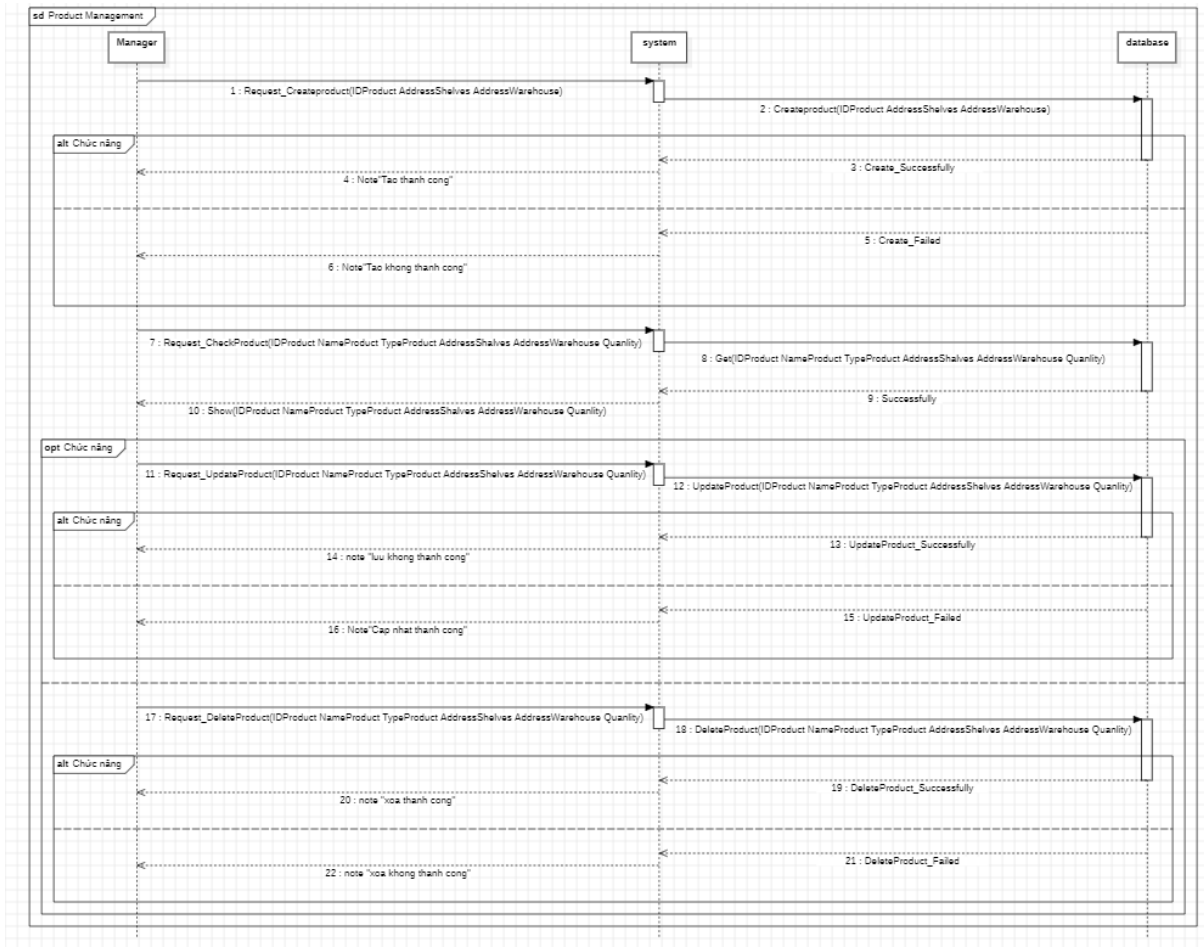 sd Product Management
Manager
system
database
1 : Request_Createproduct(IDProduct AddressShelves AddressWarehouse)
2 : Createproduct(IDProduct AddressShelves AddressWarehouse)
alt Chức năng
3 : Create_Successfully
4 : Note"Tao thanh cong"
5 : Create_Failed
6 : Note"Tao khong thanh cong"
7 : Request_CheckProduct(IDProduct NameProduct TypeProduct AddressShalves AddressWarehouse Quanlity)
8 : Get(IDProduct NameProduct TypeProduct AddressShalves AddressWarehouse Quanlity)
9 : Successfully
10 : Show(IDProduct NameProduct TypeProduct AddressShalves AddressWarehouse Quanlity)
opt Chức năng
11 : Request_UpdateProduct(IDProduct NameProduct TypeProduct AddressShelves AddressWarehouse Quanlity)
12 : UpdateProduct(IDProduct NameProduct TypeProduct AddressShelves AddressWarehouse Quanlity)
alt Chức năng
13 : UpdateProduct_Successfully
14 : note "luu khong thanh cong"
15 : UpdateProduct_Failed
16 : Note"Cap nhat thanh cong"
17 : Request_DeleteProduct(IDProduct NameProduct TypeProduct AddressShelves AddressWarehouse Quanlity)
18 : DeleteProduct(IDProduct NameProduct TypeProduct AddressShelves AddressWarehouse Quanlity)
alt Chức năng
19 : DeleteProduct_Successfully
20 : note "xoa thanh cong"
21 : DeleteProduct_Failed
22 : note "xoa khong thanh cong"